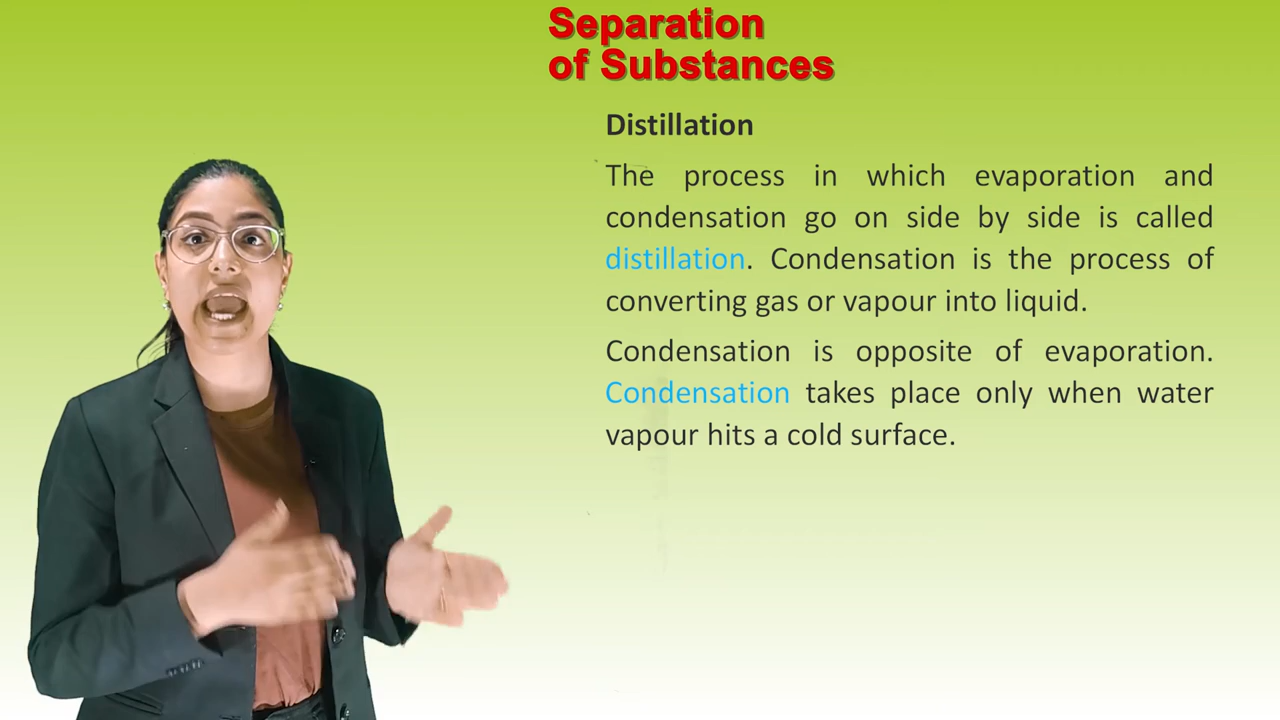 Separation
of Substances
Distillation
The process in which evaporation and
condensation go on side by side is called
distillation. Condensation is the process of
converting gas or vapour into liquid.
Condensation is opposite of evaporation.
Condensation takes place only when water
vapour hits a cold surface.